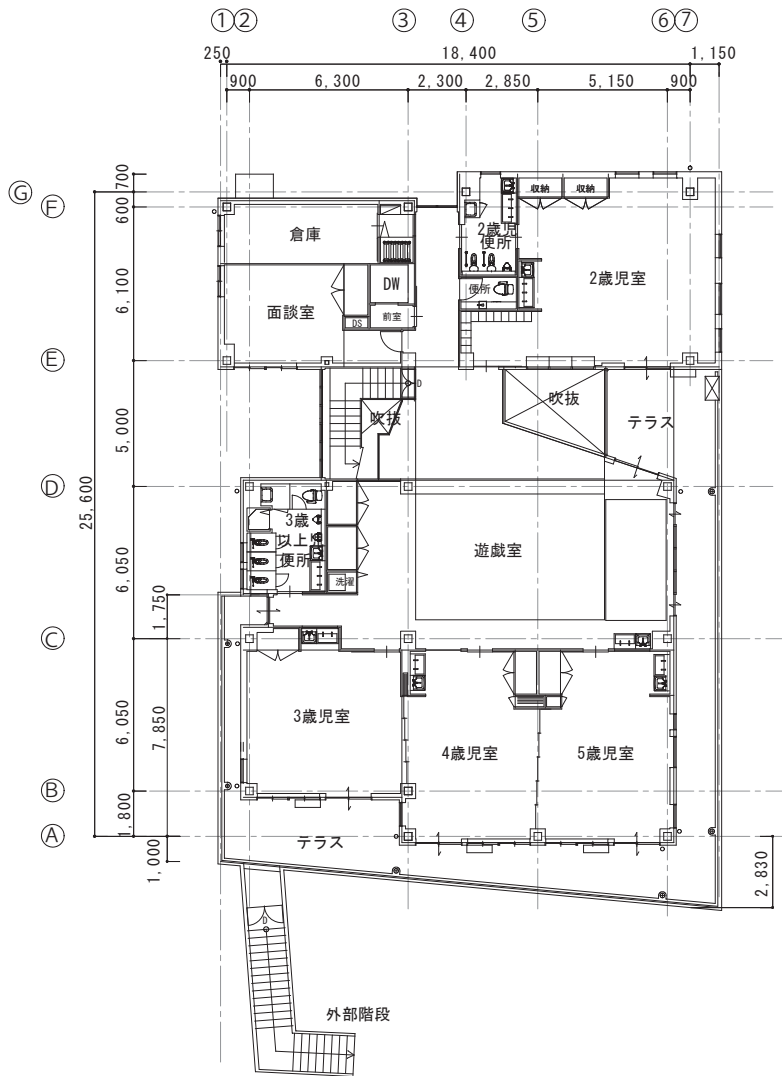 ①② ③ ④ ⑤ ⑥⑦
250 18,400 1,150
900 6,300 2,300 2,850 5,150 900
Ⓖ
Ⓕ
Ⓔ
Ⓓ
Ⓒ
Ⓑ
Ⓐ
700
600
6,100
5,000
25,600
6,050
1,750
6,050
7,850
1,800
1,000
2,830
倉庫
面談室
DW
DS
前室
2歳児
便所
収納
収納
便所
2歳児室
吹抜
D
吹抜
テラス
3歳
以上
便所
洗濯
遊戯室
3歳児室
4歳児室
5歳児室
テラス
D
外部階段